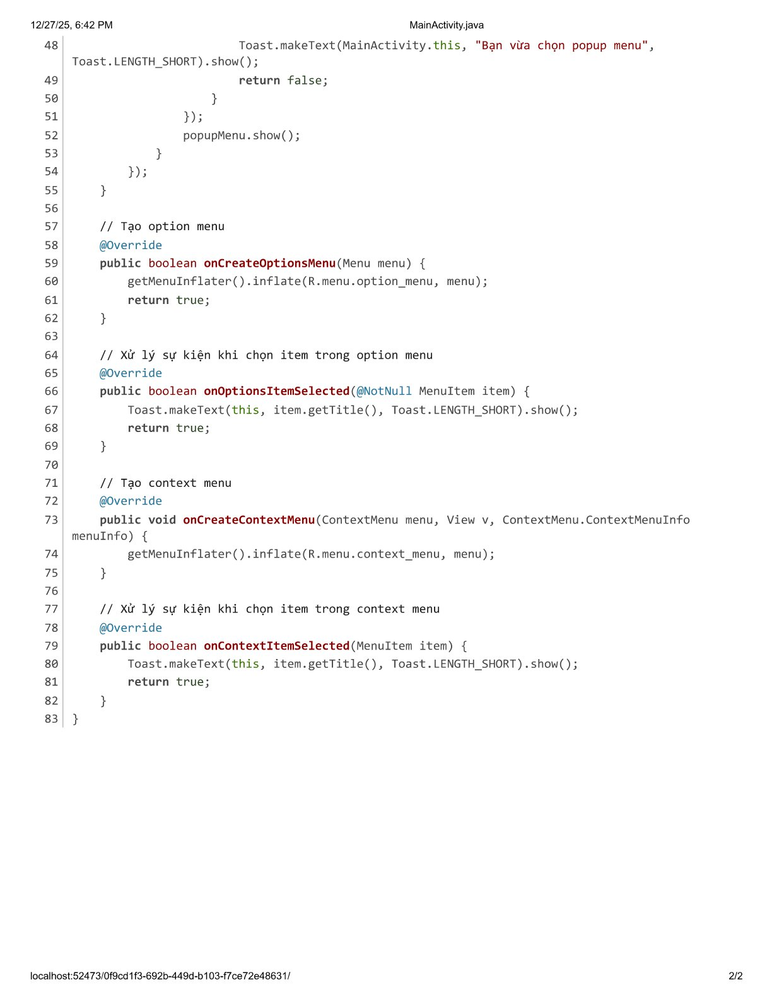 12/27/25, 6:42 PM MainActivity.java
48 Toast.makeText(MainActivity.this, "Bạn vừa chọn popup menu",
Toast.LENGTH_SHORT).show();
49 return false;
50 }
51 });
52 popupMenu.show();
53 }
54 });
55 }
56
57 // Tạo option menu
58 @Override
59 public boolean onCreateOptionsMenu(Menu menu) {
60 getMenuInflater().inflate(R.menu.option_menu, menu);
61 return true;
62 }
63
64 // Xử lý sự kiện khi chọn item trong option menu
65 @Override
66 public boolean onOptionsItemSelected(@NotNull MenuItem item) {
67 Toast.makeText(this, item.getTitle(), Toast.LENGTH_SHORT).show();
68 return true;
69 }
70
71 // Tạo context menu
72 @Override
73 public void onCreateContextMenu(ContextMenu menu, View v, ContextMenu.ContextMenuInfo
menuInfo) {
74 getMenuInflater().inflate(R.menu.context_menu, menu);
75 }
76
77 // Xử lý sự kiện khi chọn item trong context menu
78 @Override
79 public boolean onContextItemSelected(MenuItem item) {
80 Toast.makeText(this, item.getTitle(), Toast.LENGTH_SHORT).show();
81 return true;
82 }
83 }
localhost:52473/0f9cd1f3-692b-449d-b103-f7ce72e48631/ 2/2